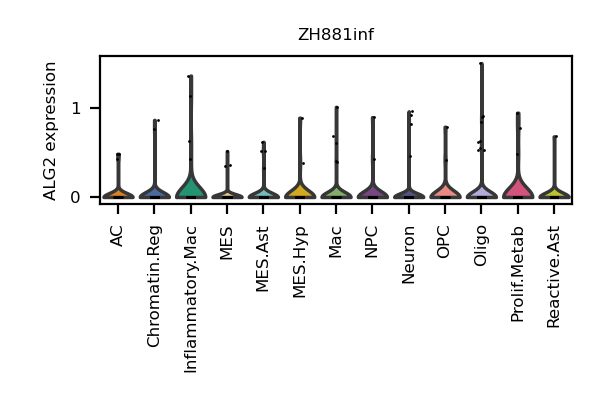 ZH881inf
ALG2 expression
1
0
AC
Chromatin.Reg
Inflammatory.Mac
MES
MES.Ast
MES.Hyp
Mac
NPC
Neuron
OPC
Oligo
Prolif.Metab
Reactive.Ast